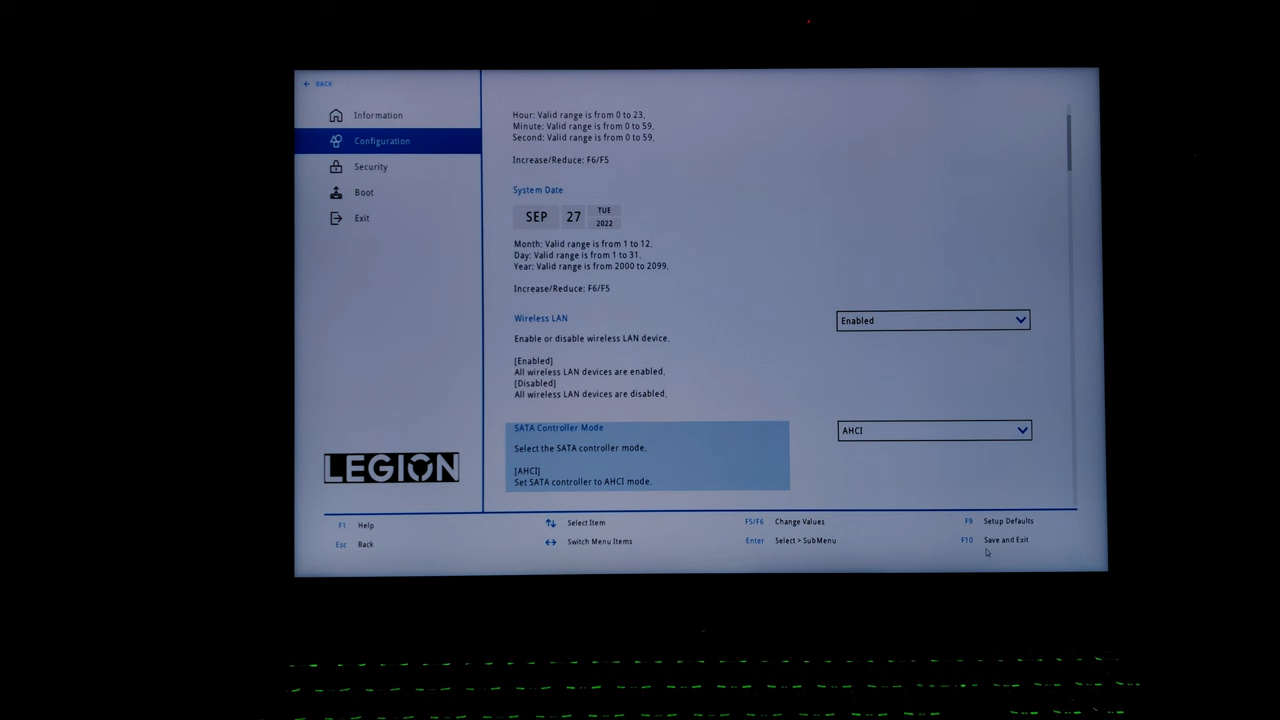 BACK
Information
Configuration
Security
Boot
Exit
LEGION
Hour: Valid range is from 0 to 23.
Minute: Valid range is from 0 to 59.
Second: Valid range is from 0 to 59.
Increase/Reduce: F6/F5
System Date
SEP 27 TUE 2022
Month: Valid range is from 1 to 12.
Day: Valid range is from 1 to 31.
Year: Valid range is from 2000 to 2099.
Increase/Reduce: F6/F5
Wireless LAN
Enabled
Enable or disable wireless LAN device.
[Enabled]
All wireless LAN devices are enabled.
[Disabled]
All wireless LAN devices are disabled.
SATA Controller Mode
AHCI
Select the SATA controller mode.
[AHCI]
Set SATA controller to AHCI mode.
F1 Help
Select Item
F5/F6 Change Values
F9 Setup Defaults
Esc Back
Switch Menu Items
Enter Select > SubMenu
F10 Save and Exit